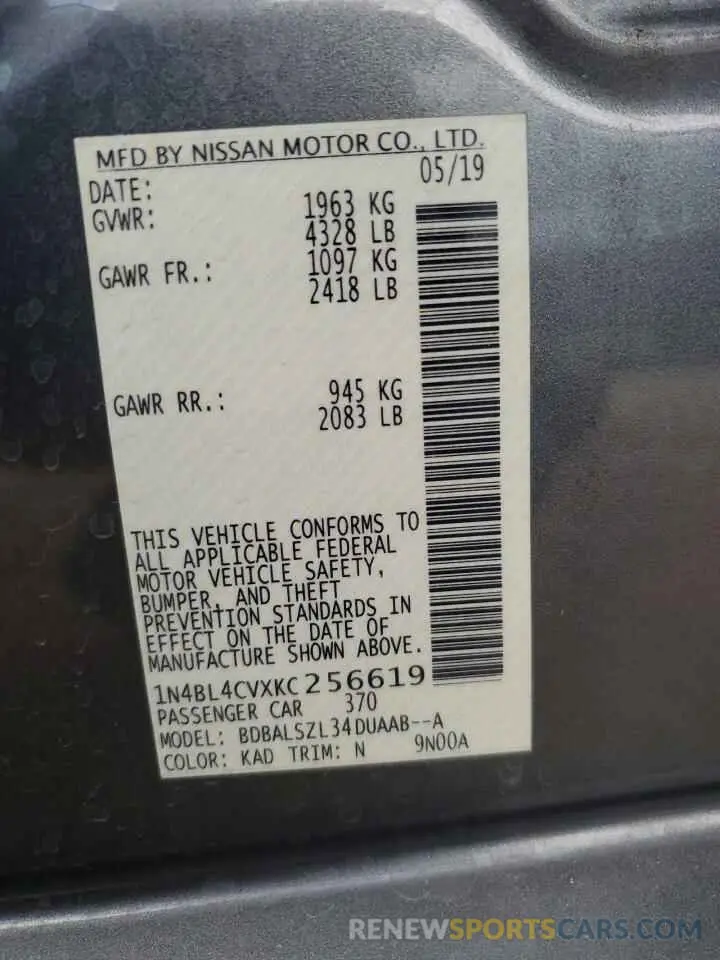 MFD BY NISSAN MOTOR CO., LTD.
DATE: 05/19
GVWR: 1963 KG
4328 LB
GAWR FR.: 1097 KG
2418 LB
GAWR RR.: 945 KG
2083 LB
THIS VEHICLE CONFORMS TO
ALL APPLICABLE FEDERAL
MOTOR VEHICLE SAFETY,
BUMPER, AND THEFT
PREVENTION STANDARDS IN
EFFECT ON THE DATE OF
MANUFACTURE SHOWN ABOVE.
1N4BL4CVXKC256619
PASSENGER CAR 370
MODEL: BDBALSZL34DUAAB--A
COLOR: KAD TRIM: N 9N00A
RENEWSPORTSCARS.COM